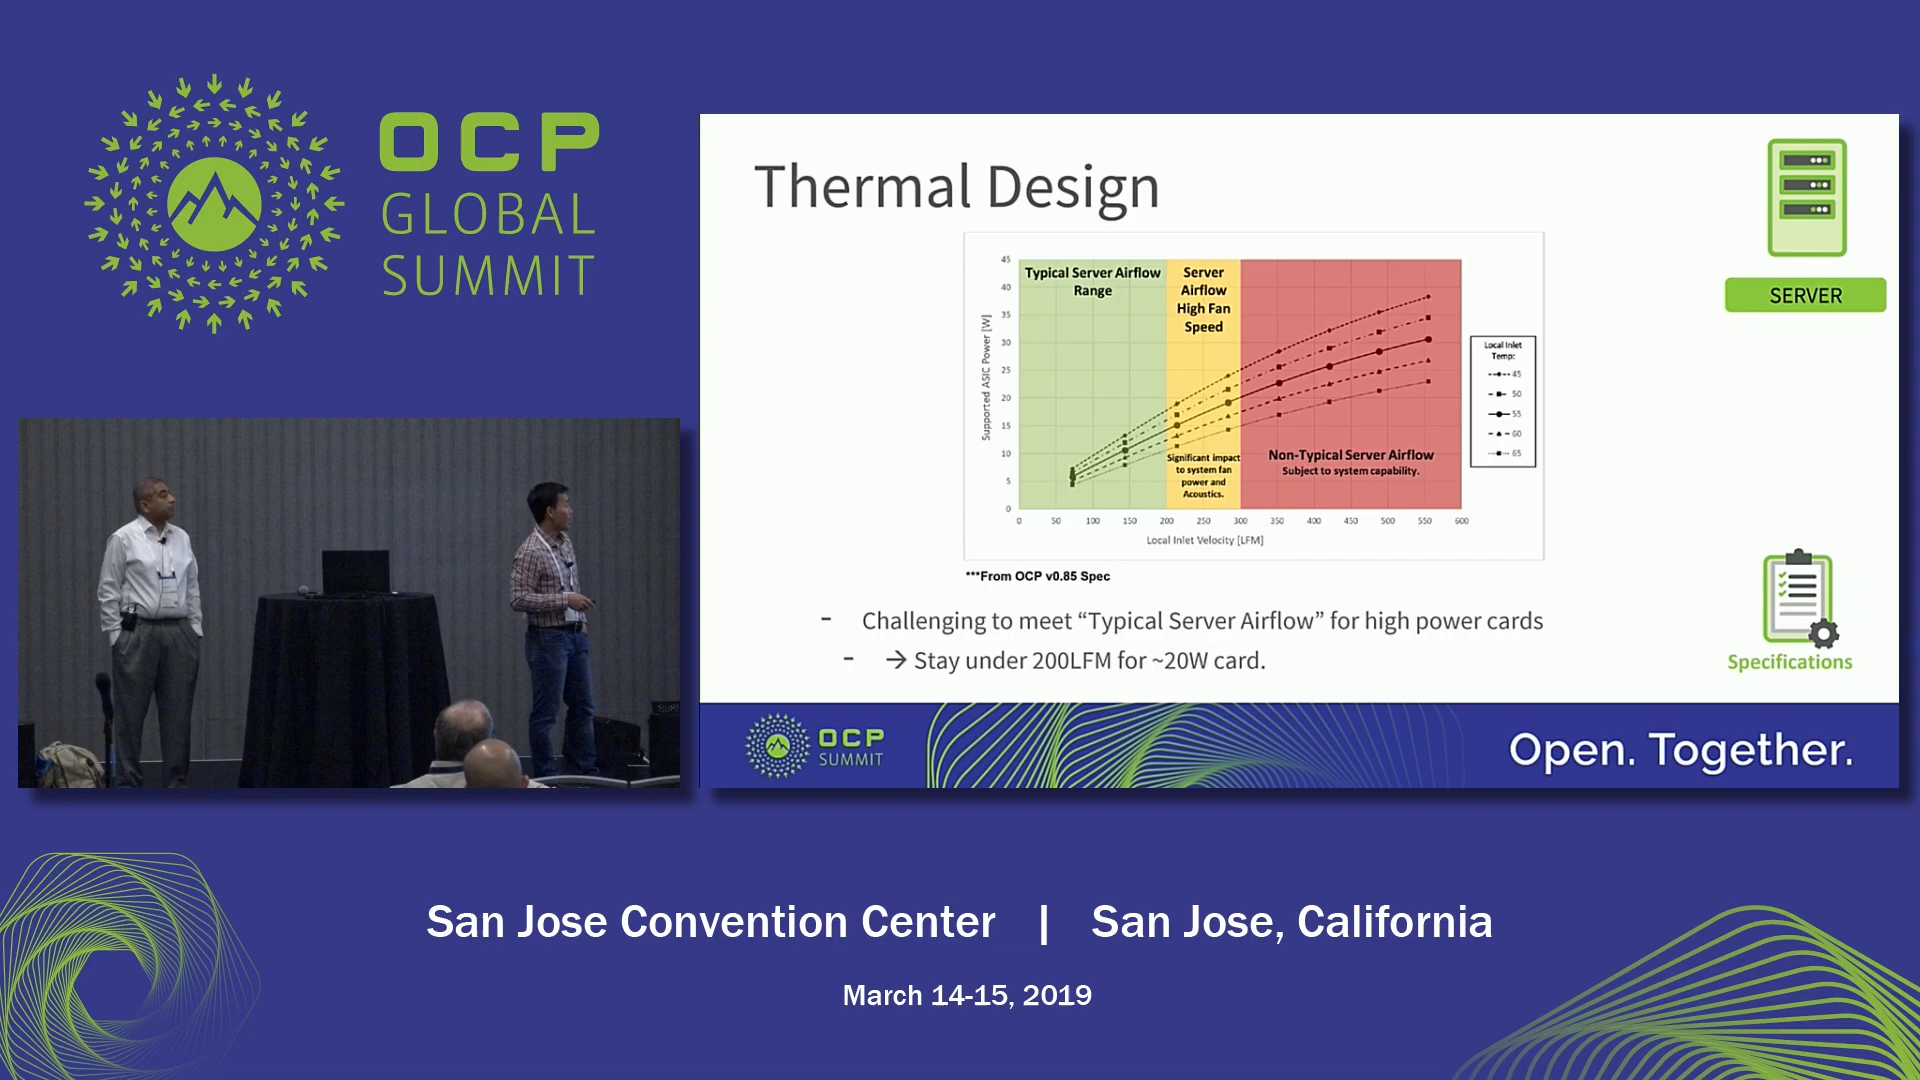 OCP
GLOBAL
SUMMIT
Thermal Design
SERVER
Typical Server Airflow
Range
Server
Airflow
High Fan
Speed
Significant impact
to system fan
power and
Acoustics.
Non-Typical Server Airflow
Subject to system capability.
Supported ASIC Power [W]
45
40
35
30
25
20
15
10
5
0
0 50 100 150 200 250 300 350 400 450 500 550 600
Local Inlet Velocity [LFM]
Local Inlet
Temp:
45
50
55
60
65
***From OCP v0.85 Spec
- Challenging to meet “Typical Server Airflow” for high power cards
- → Stay under 200LFM for ~20W card.
Specifications
OCP
SUMMIT
Open. Together.
San Jose Convention Center | San Jose, California
March 14-15, 2019